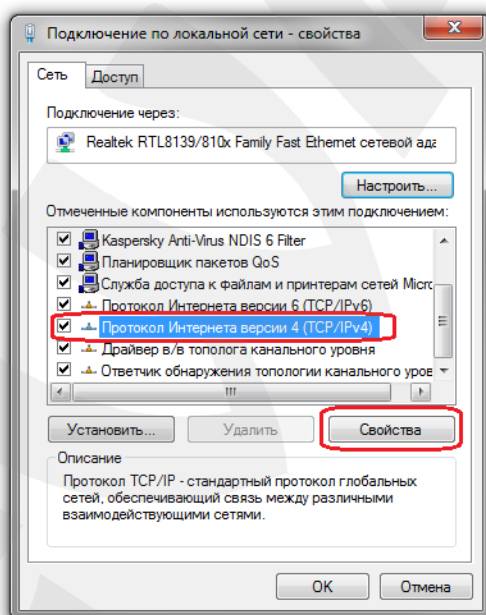 Подключение по локальной сети - свойства
Сеть Доступ
Подключение через:
Realtek RTL8139/810x Family Fast Ethernet сетевой ада
Настроить...
Отмеченные компоненты используются этим подключением:
Kaspersky Anti-Virus NDIS 6 Filter
Планировщик пакетов QoS
Служба доступа к файлам и принтерам сетей Micro
Протокол Интернета версии 6 (TCP/IPv6)
Протокол Интернета версии 4 (TCP/IPv4)
Драйвер в/в тополога канального уровня
Ответчик обнаружения топологии канального уров
Установить... Удалить Свойства
Описание
Протокол TCP/IP - стандартный протокол глобальных
сетей, обеспечивающий связь между различными
взаимодействующими сетями.
OK Отмена